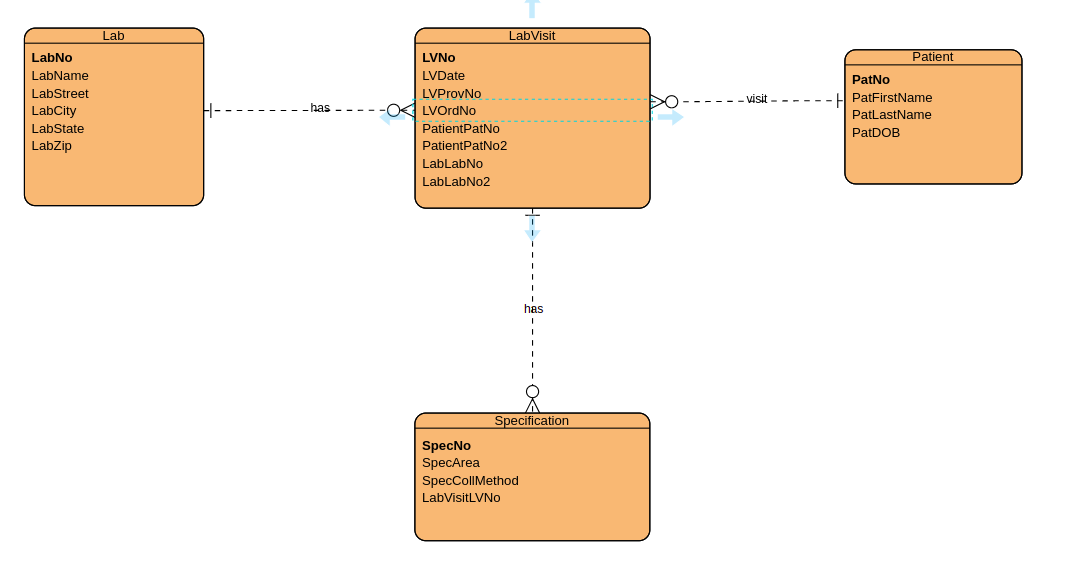 Lab
LabNo
LabName
LabStreet
LabCity
LabState
LabZip
has
LabVisit
LVNo
LVDate
LVProvNo
LVOrdNo
PatientPatNo
PatientPatNo2
LabLabNo
LabLabNo2
visit
Patient
PatNo
PatFirstName
PatLastName
PatDOB
has
Specification
SpecNo
SpecArea
SpecCollMethod
LabVisitLVNo